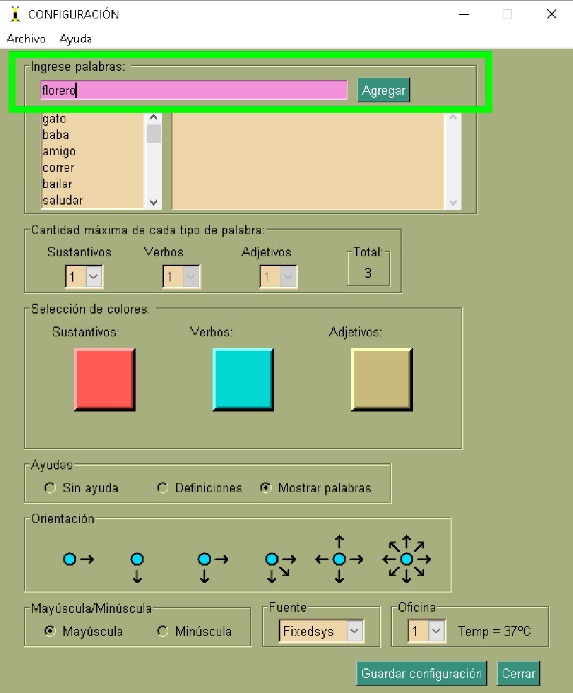 CONFIGURACIÓN
Archivo Ayuda
Ingrese palabras:
florero Agregar
gato
baba
amigo
correr
bailar
saludar
Cantidad máxima de cada tipo de palabra:
Sustantivos Verbos Adjetivos Total:
1 1 1 3
Selección de colores:
Sustantivos: Verbos: Adjetivos:
Ayudas
Sin ayuda Definiciones Mostrar palabras
Orientación
Mayúscula/Minúscula Fuente Oficina
Mayúscula Minúscula Fixedsys 1 Temp = 37ºC
Guardar configuración Cerrar